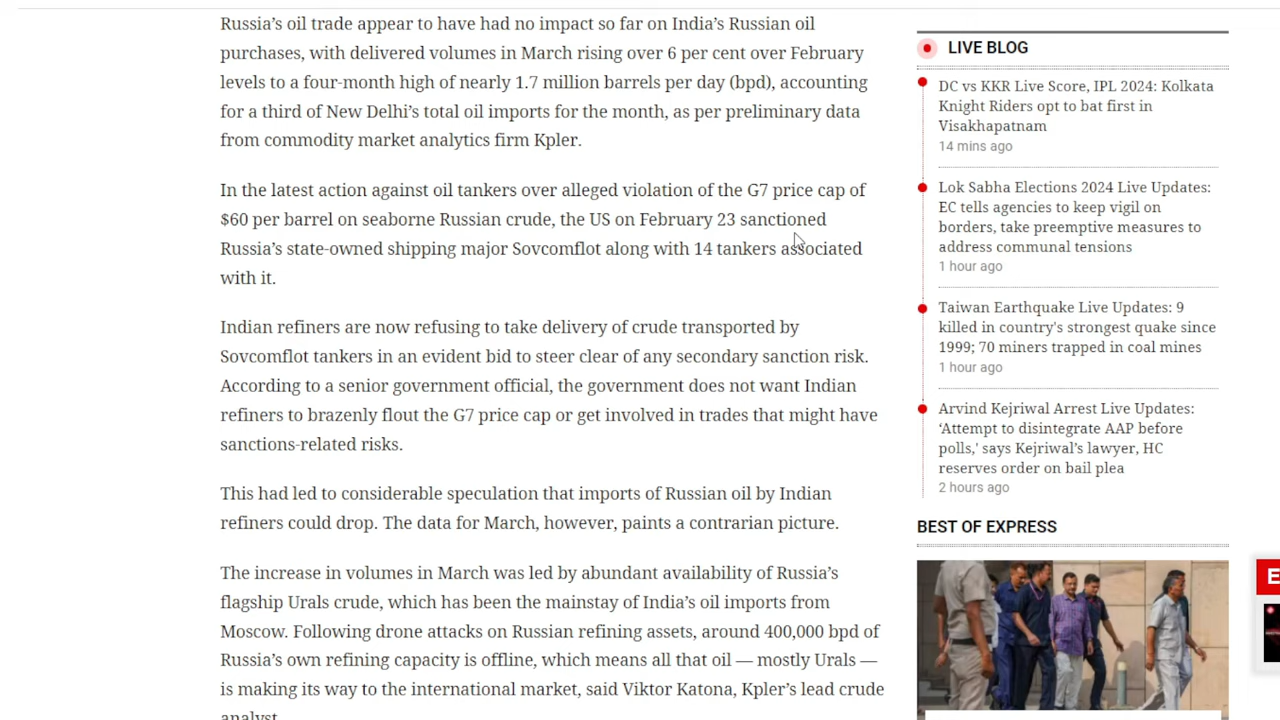 Russia’s oil trade appear to have had no impact so far on India’s Russian oil
purchases, with delivered volumes in March rising over 6 per cent over February
levels to a four-month high of nearly 1.7 million barrels per day (bpd), accounting
for a third of New Delhi’s total oil imports for the month, as per preliminary data
from commodity market analytics firm Kpler.
In the latest action against oil tankers over alleged violation of the G7 price cap of
$60 per barrel on seaborne Russian crude, the US on February 23 sanctioned
Russia’s state-owned shipping major Sovcomflot along with 14 tankers associated
with it.
Indian refiners are now refusing to take delivery of crude transported by
Sovcomflot tankers in an evident bid to steer clear of any secondary sanction risk.
According to a senior government official, the government does not want Indian
refiners to brazenly flout the G7 price cap or get involved in trades that might have
sanctions-related risks.
This had led to considerable speculation that imports of Russian oil by Indian
refiners could drop. The data for March, however, paints a contrarian picture.
The increase in volumes in March was led by abundant availability of Russia’s
flagship Urals crude, which has been the mainstay of India’s oil imports from
Moscow. Following drone attacks on Russian refining assets, around 400,000 bpd of
Russia’s own refining capacity is offline, which means all that oil — mostly Urals —
is making its way to the international market, said Viktor Katona, Kpler’s lead crude
analyst
LIVE BLOG
DC vs KKR Live Score, IPL 2024: Kolkata
Knight Riders opt to bat first in
Visakhapatnam
14 mins ago
Lok Sabha Elections 2024 Live Updates:
EC tells agencies to keep vigil on
borders, take preemptive measures to
address communal tensions
1 hour ago
Taiwan Earthquake Live Updates: 9
killed in country's strongest quake since
1999; 70 miners trapped in coal mines
1 hour ago
Arvind Kejriwal Arrest Live Updates:
‘Attempt to disintegrate AAP before
polls,’ says Kejriwal’s lawyer, HC
reserves order on bail plea
2 hours ago
BEST OF EXPRESS
E